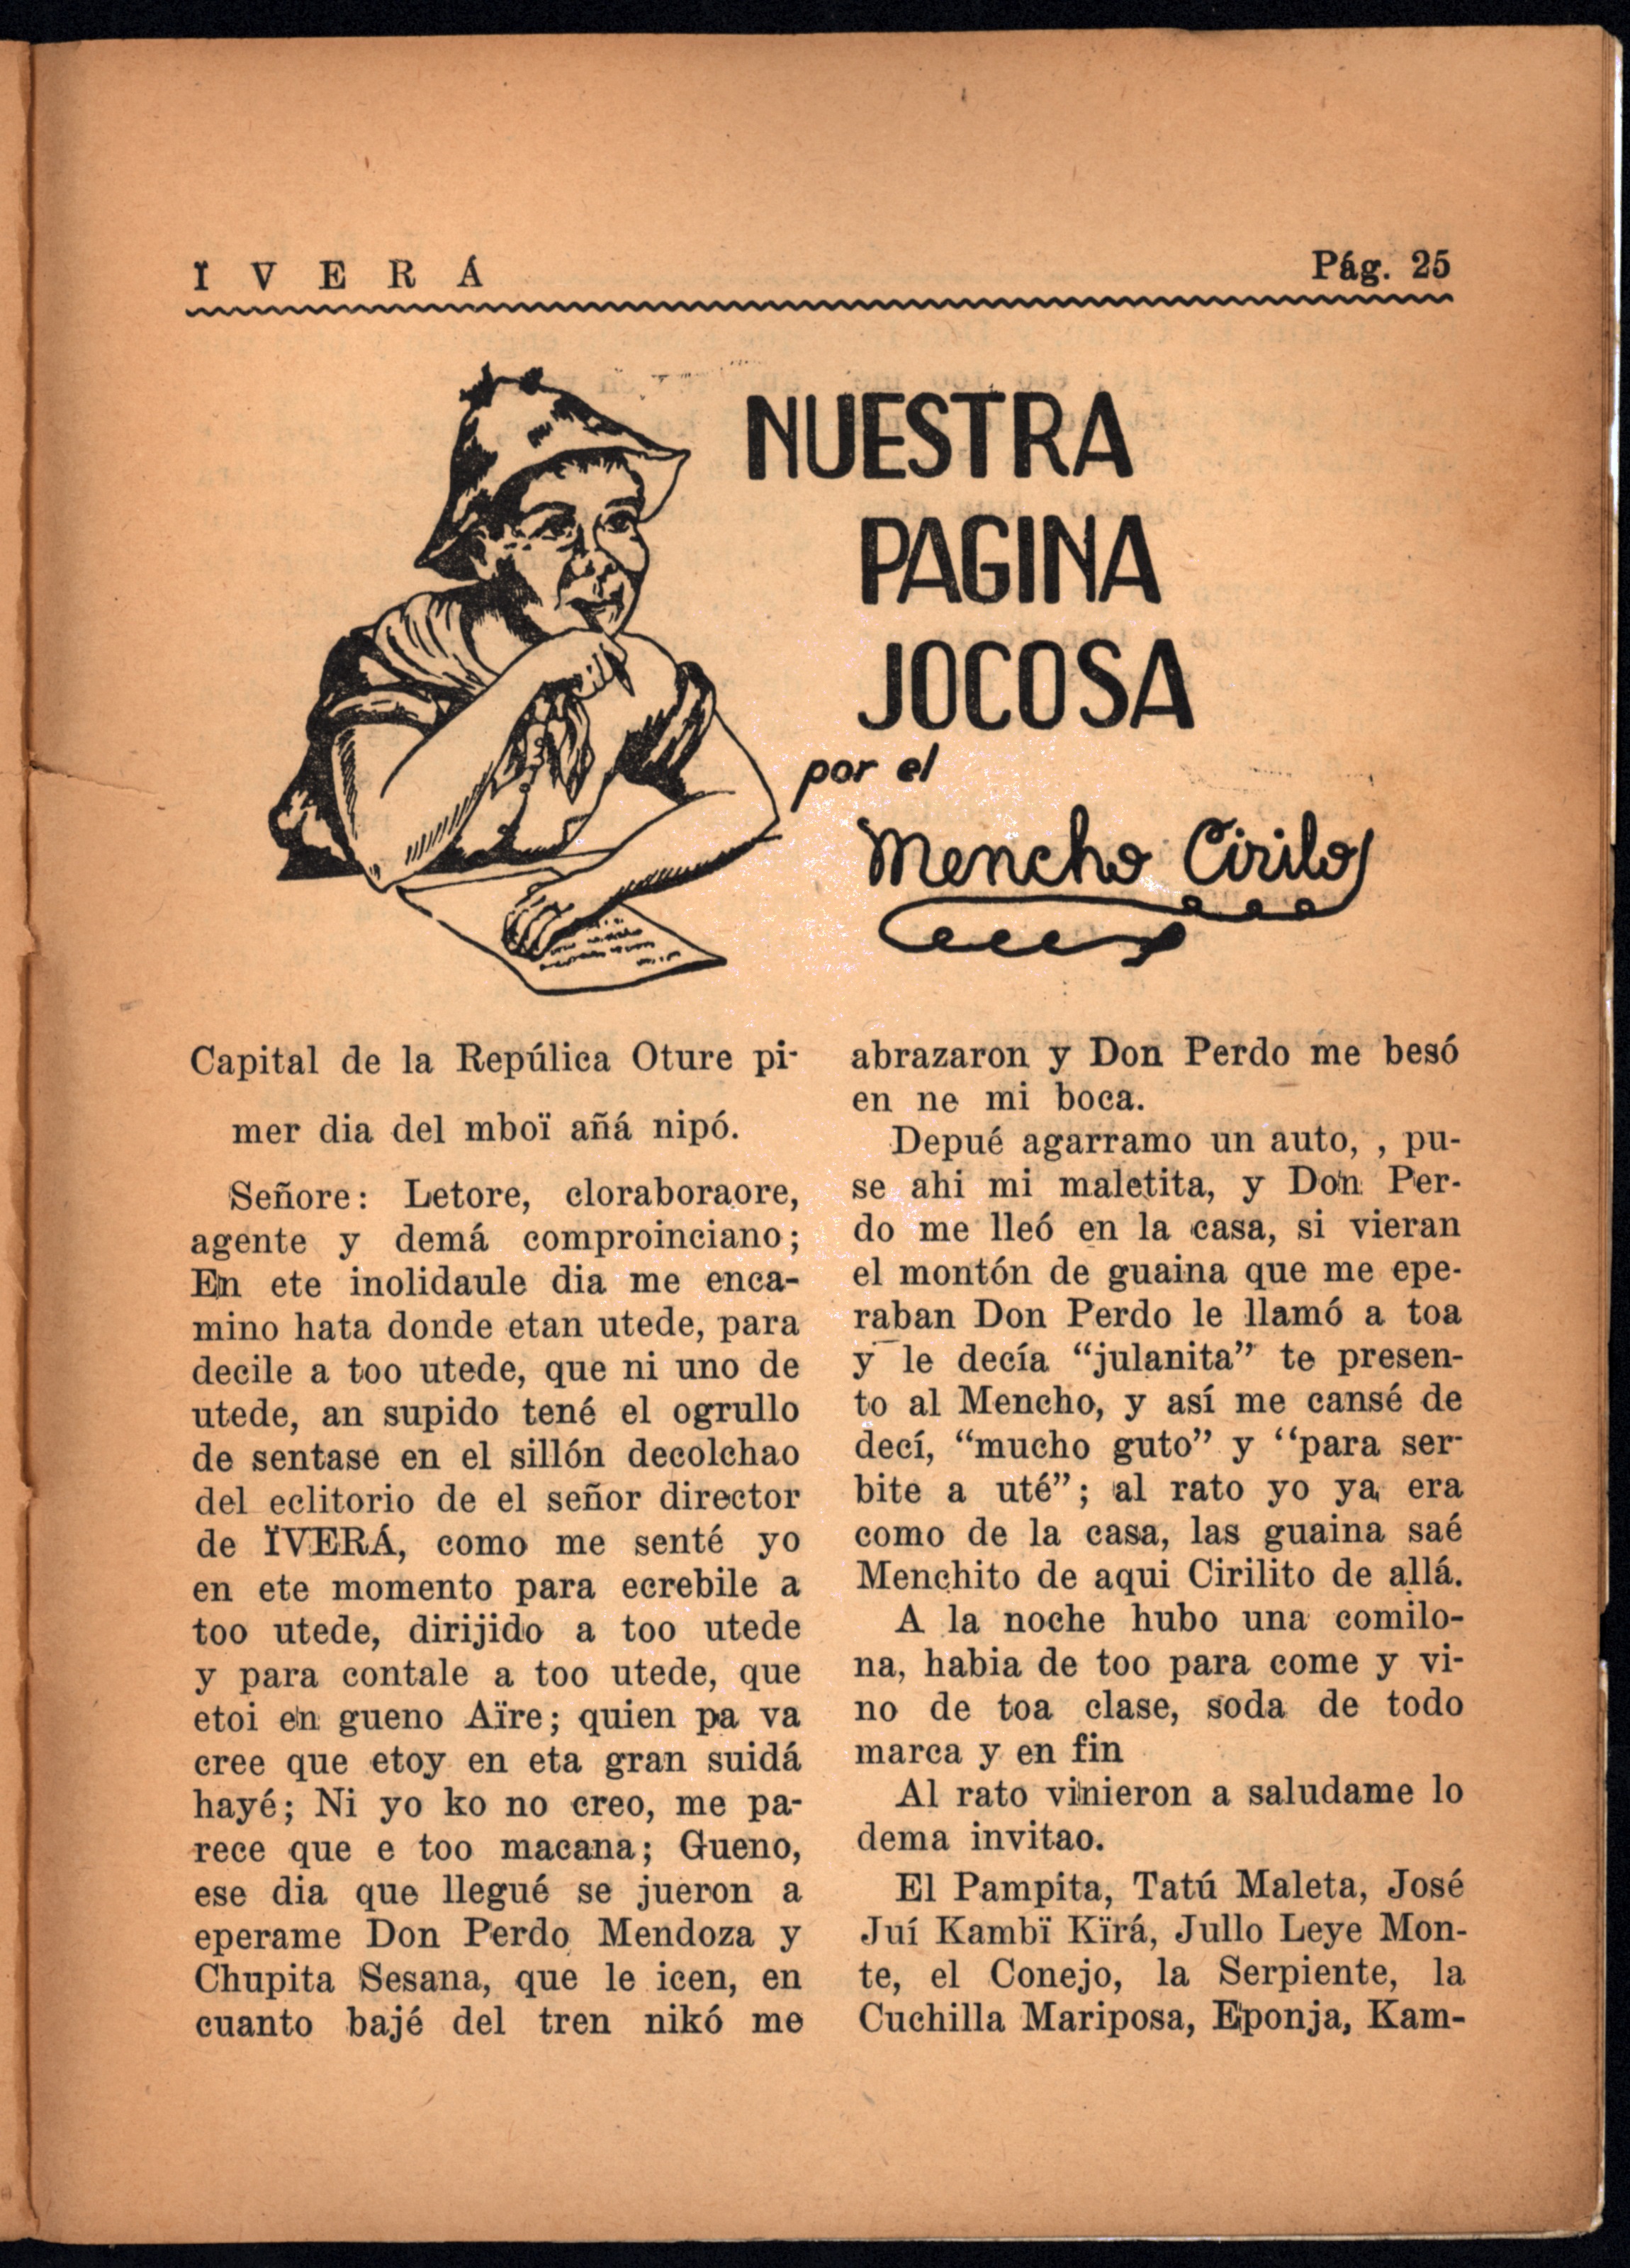 Ï V E R Á
Pág. 25
NUESTRA
PAGINA
JOCOSA
por el
Mencho Cirilo
Capital de la Repúlica Oture pi-
mer dia del mboï añá nipó.
Señore: Letore, cloraboraore,
agente y demá comproinciano;
En ete inolidaule dia me enca-
mino hata donde etan utede, para
decile a too utede, que ni uno de
utede, an supido tené el ogrullo
de sentase en el sillón decolchao
del eclitorio de el señor director
de ÏVERÁ, como me senté yo
en ete momento para ecrebile a
too utede, dirijido a too utede
y para contale a too utede, que
etoi en gueno Aïre; quien pa va
cree que etoy en eta gran suidá
hayé; Ni yo ko no creo, me pa-
rece que e too macana; Gueno,
ese dia que llegué se jueron a
eperame Don Perdo Mendoza y
Chupita Sesana, que le icen, en
cuanto bajé del tren nikó me
abrazaron y Don Perdo me besó
en ne mi boca.
Depué agarramo un auto, , pu-
se ahi mi maletita, y Don Per-
do me lleó en la casa, si vieran
el montón de guaina que me epe-
raban Don Perdo le llamó a toa
y le decía “julanita” te presen-
to al Mencho, y así me cansé de
decí, “mucho guto” y “para ser-
bite a uté”; al rato yo ya era
como de la casa, las guaina saé
Menchito de aqui Cirilito de allá.
A la noche hubo una comilo-
na, habia de too para come y vi-
no de toa clase, soda de todo
marca y en fin
Al rato vinieron a saludame lo
dema invitao.
El Pampita, Tatú Maleta, José
Juí Kambï Kïrá, Jullo Leye Mon-
te, el Conejo, la Serpiente, la
Cuchilla Mariposa, Eponja, Kam-